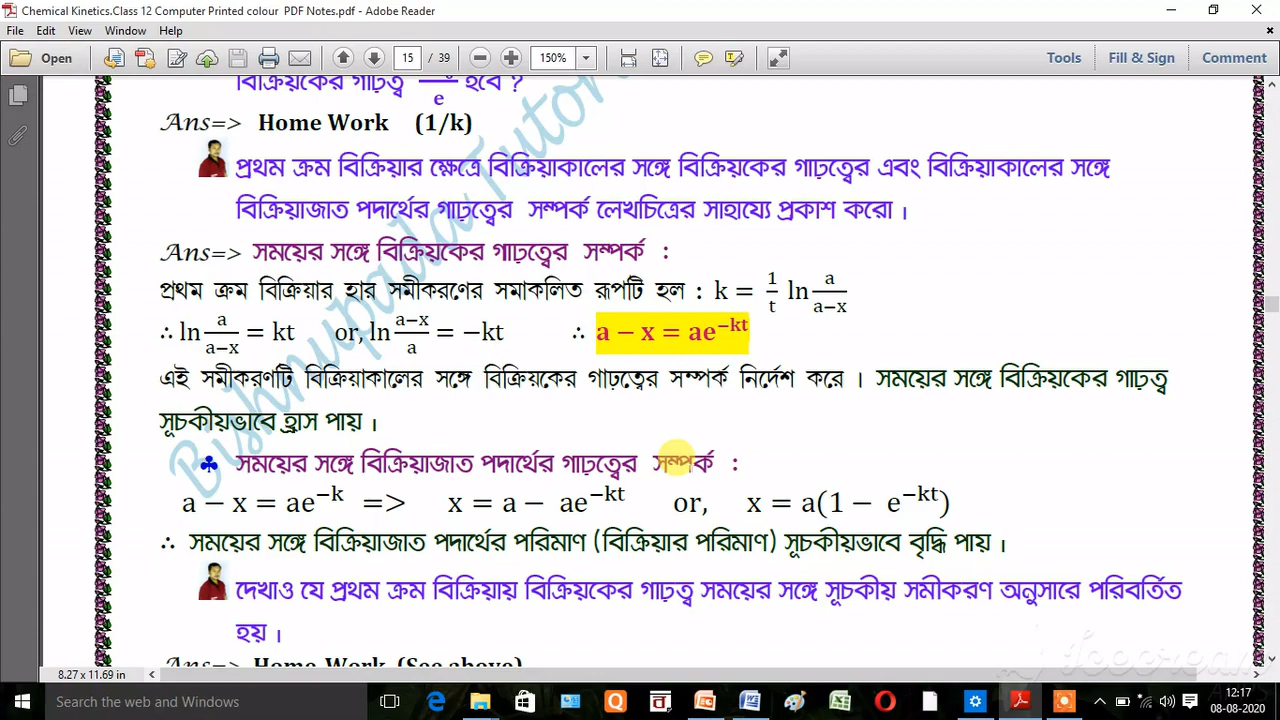 Chemical Kinetics.Class 12 Computer Printed colour PDF Notes.pdf - Adobe Reader
File Edit View Window Help
Open 15 / 39 150% Tools Fill & Sign Comment
বিক্রিয়কের গাঢ়ত্ব — e হবে ?
Ans=> Home Work (1/k)
প্রথম ক্রম বিক্রিয়ার ক্ষেত্রে বিক্রিয়াকালের সঙ্গে বিক্রিয়কের গাঢ়ত্বের এবং বিক্রিয়াকালের সঙ্গে
বিক্রিয়াজাত পদার্থের গাঢ়ত্বের সম্পর্ক লেখচিত্রের সাহায্যে প্রকাশ করো ।
Ans=> সময়ের সঙ্গে বিক্রিয়কের গাঢ়ত্বের সম্পর্ক :
প্রথম ক্রম বিক্রিয়ার হার সমীকরণের সমাকলিত রূপটি হল : k = 1/t ln a/a−x
∴ ln a/a−x = kt or, ln a−x/a = −kt ∴ a − x = ae^−kt
এই সমীকরণটি বিক্রিয়াকালের সঙ্গে বিক্রিয়কের গাঢ়ত্বের সম্পর্ক নির্দেশ করে । সময়ের সঙ্গে বিক্রিয়কের গাঢ়ত্ব
সূচকীয়ভাবে হ্রাস পায় ।
♣ সময়ের সঙ্গে বিক্রিয়াজাত পদার্থের গাঢ়ত্বের সম্পর্ক :
a − x = ae^−k => x = a − ae^−kt or, x = a(1 − e^−kt)
∴ সময়ের সঙ্গে বিক্রিয়াজাত পদার্থের পরিমাণ (বিক্রিয়ার পরিমাণ) সূচকীয়ভাবে বৃদ্ধি পায় ।
দেখাও যে প্রথম ক্রম বিক্রিয়ায় বিক্রিয়কের গাঢ়ত্ব সময়ের সঙ্গে সূচকীয় সমীকরণ অনুসারে পরিবর্তিত
হয় ।
Ans=> Home Work (See above)
Bishnupada Tutor
8.27 x 11.69 in
Search the web and Windows
12:17
08-08-2020